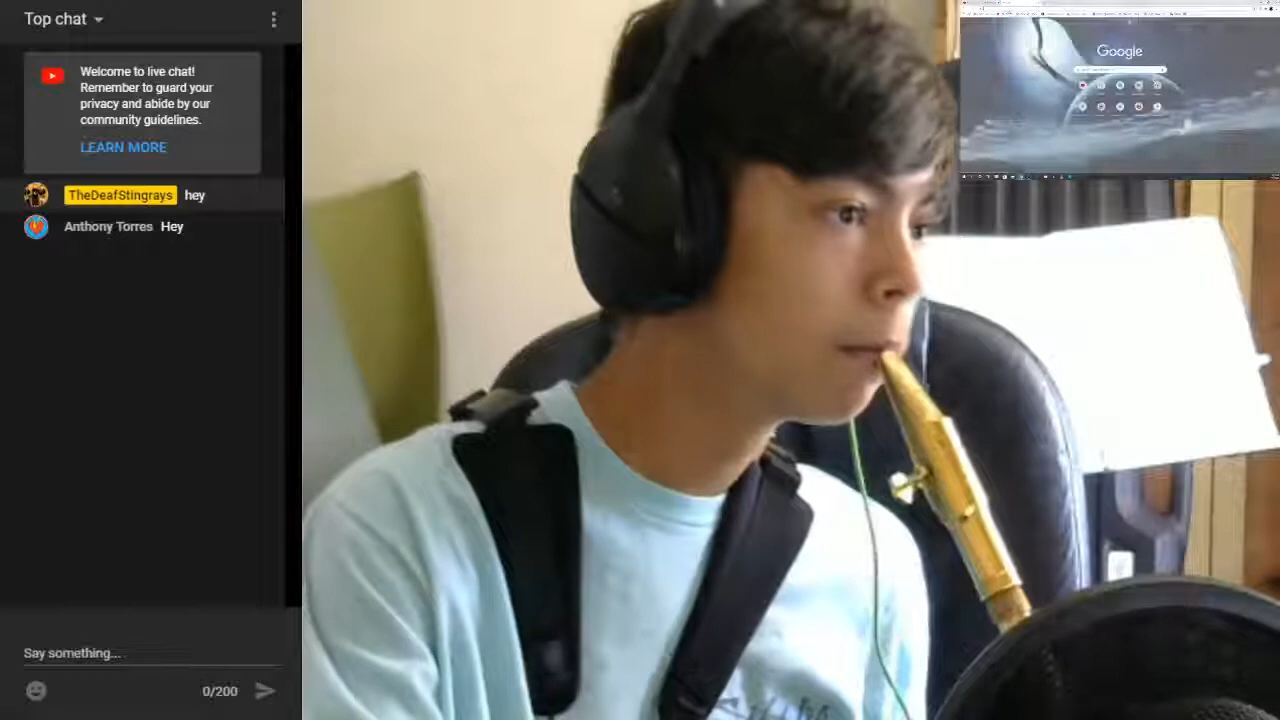 Top chat
Welcome to live chat!
Remember to guard your
privacy and abide by our
community guidelines.
LEARN MORE
TheDeafStingrays hey
Anthony Torres Hey
Say something...
0/200
Google